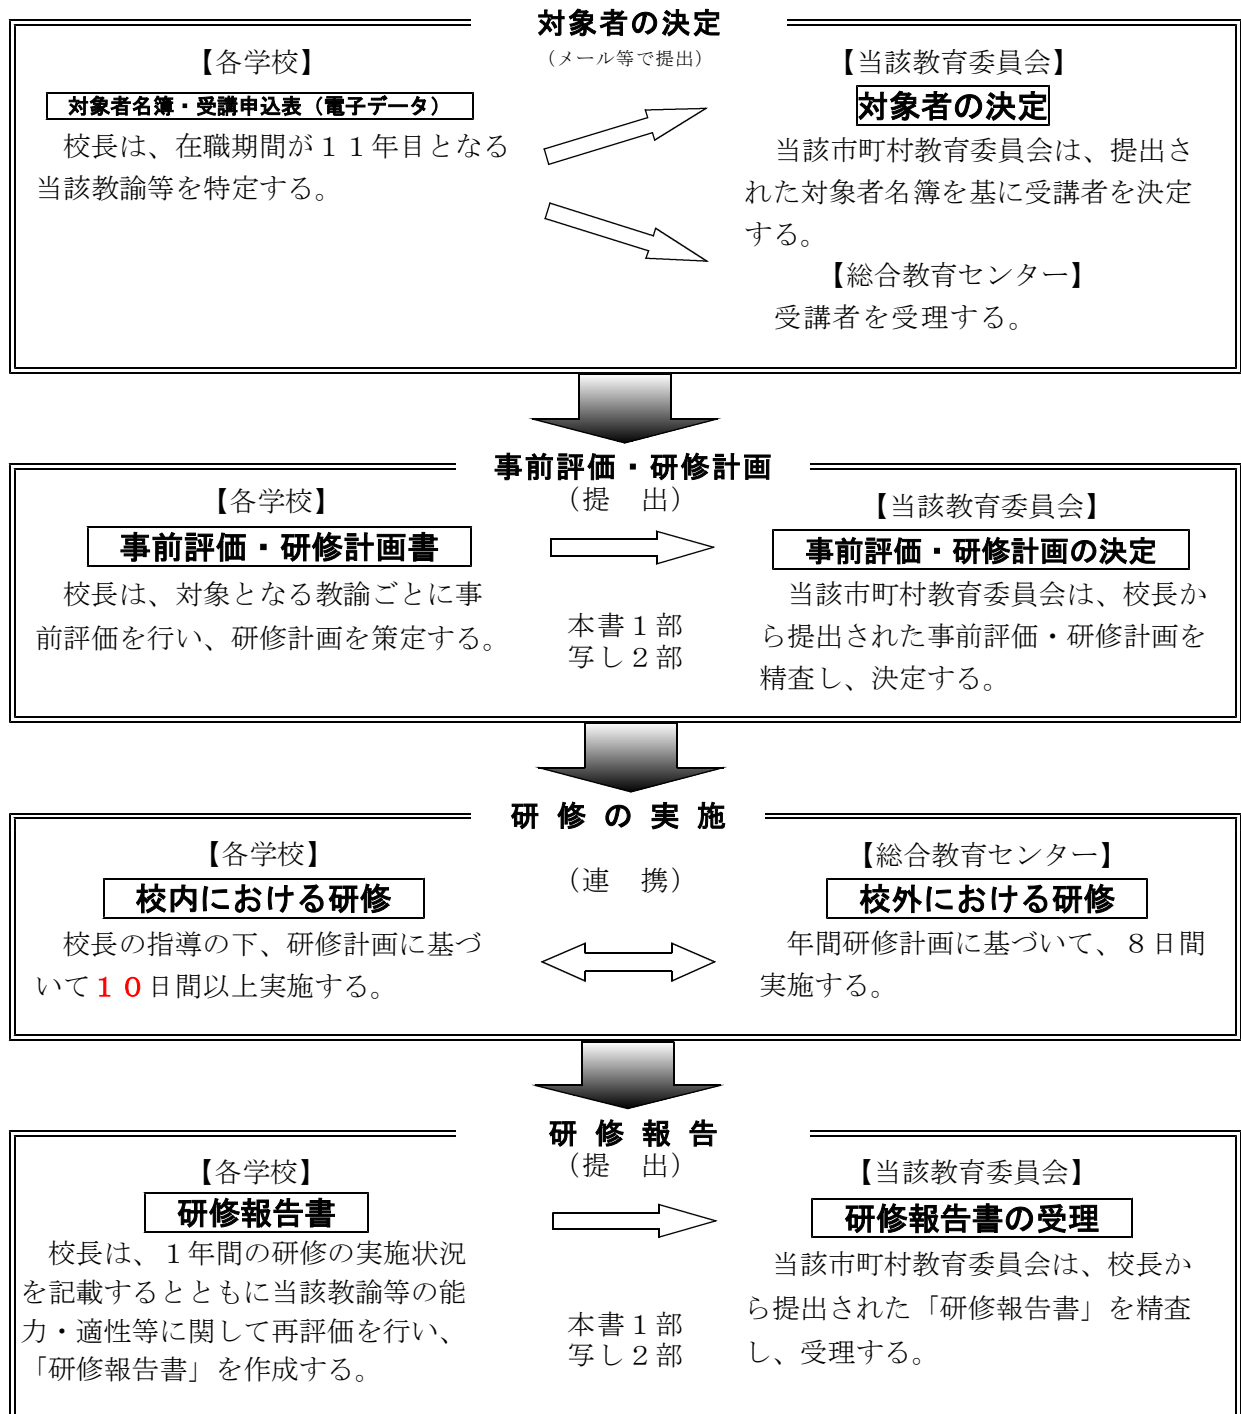 対象者の決定
（メール等で提出）
【各学校】
対象者名簿・受講申込表（電子データ）
校長は、在職期間が１１年目となる
当該教諭等を特定する。
【当該教育委員会】
対象者の決定
当該市町村教育委員会は、提出さ
れた対象者名簿を基に受講者を決定
する。
【総合教育センター】
受講者を受理する。
事前評価・研修計画
（提　出）
【各学校】
事前評価・研修計画書
校長は、対象となる教諭ごとに事
前評価を行い、研修計画を策定する。
本書１部
写し２部
【当該教育委員会】
事前評価・研修計画の決定
当該市町村教育委員会は、校長か
ら提出された事前評価・研修計画を
精査し、決定する。
研 修 の 実 施
（連　携）
【各学校】
校内における研修
校長の指導の下、研修計画に基づ
いて１０日間以上実施する。
【総合教育センター】
校外における研修
年間研修計画に基づいて、８日間
実施する。
研 修 報 告
（提　出）
【各学校】
研修報告書
校長は、１年間の研修の実施状況
を記載するとともに当該教諭等の能
力・適性等に関して再評価を行い、
「研修報告書」を作成する。
本書１部
写し２部
【当該教育委員会】
研修報告書の受理
当該市町村教育委員会は、校長か
ら提出された「研修報告書」を精査
し、受理する。